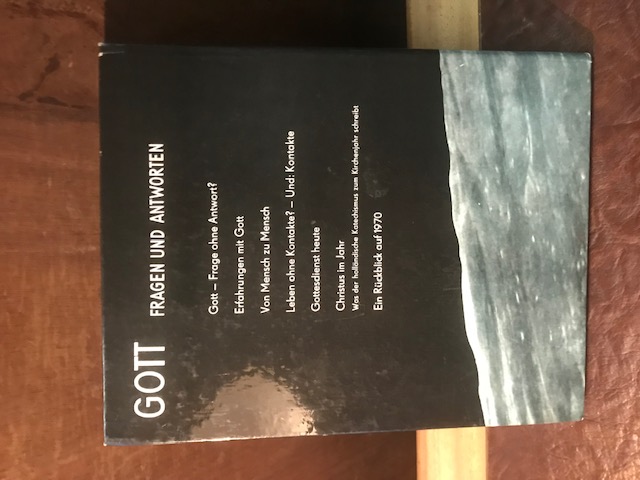 GOTT FRAGEN UND ANTWORTEN
Gott – Frage ohne Antwort?
Erfahrungen mit Gott
Von Mensch zu Mensch
Leben ohne Kontakte? – Und: Kontakte
Gottesdienst heute
Christus im Jahr
Was der holländische Katechismus zum Kirchenjahr schreibt
Ein Rückblick auf 1970